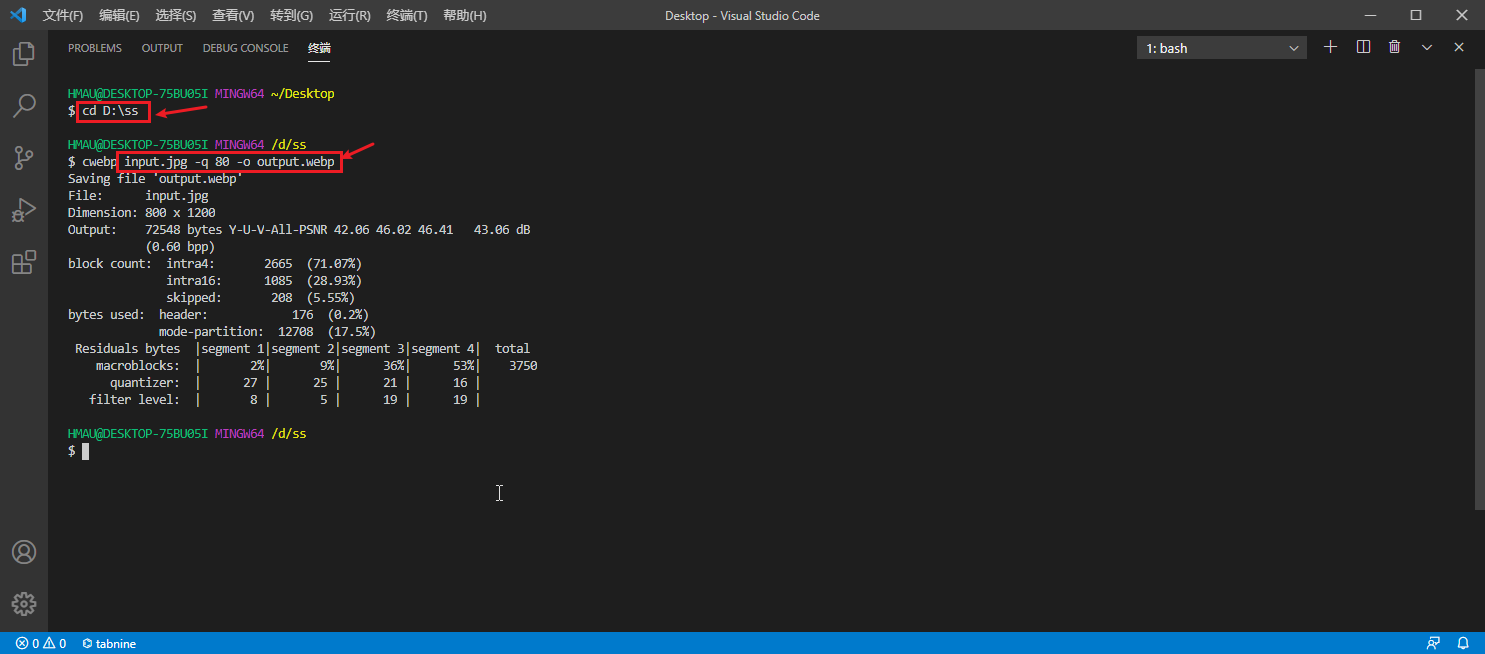 文件(F) 编辑(E) 选择(S) 查看(V) 转到(G) 运行(R) 终端(T) 帮助(H) Desktop - Visual Studio Code
PROBLEMS OUTPUT DEBUG CONSOLE 终端 1: bash
HMAU@DESKTOP-75BU05I MINGW64 ~/Desktop
$ cd D:\ss
HMAU@DESKTOP-75BU05I MINGW64 /d/ss
$ cwebp input.jpg -q 80 -o output.webp
Saving file 'output.webp'
File: input.jpg
Dimension: 800 x 1200
Output: 72548 bytes Y-U-V-All-PSNR 42.06 46.02 46.41 43.06 dB
(0.60 bpp)
block count: intra4: 2665 (71.07%)
intra16: 1085 (28.93%)
skipped: 208 (5.55%)
bytes used: header: 176 (0.2%)
mode-partition: 12708 (17.5%)
Residuals bytes |segment 1|segment 2|segment 3|segment 4| total
macroblocks: | 2%| 9%| 36%| 53%| 3750
quantizer: | 27 | 25 | 21 | 16 |
filter level: | 8 | 5 | 19 | 19 |
HMAU@DESKTOP-75BU05I MINGW64 /d/ss
$
0 0 tabnine